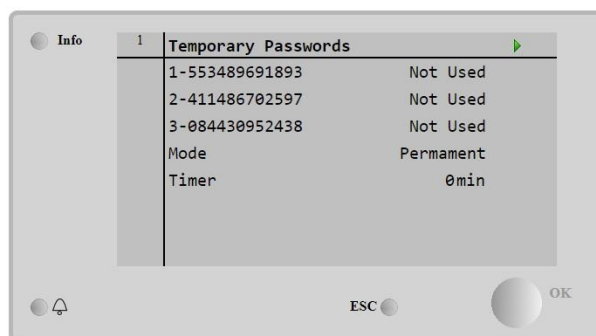 Info
1 Temporary Passwords
1-553489691893 Not Used
2-411486702597 Not Used
3-084430952438 Not Used
Mode Permament
Timer 0min
ESC
OK